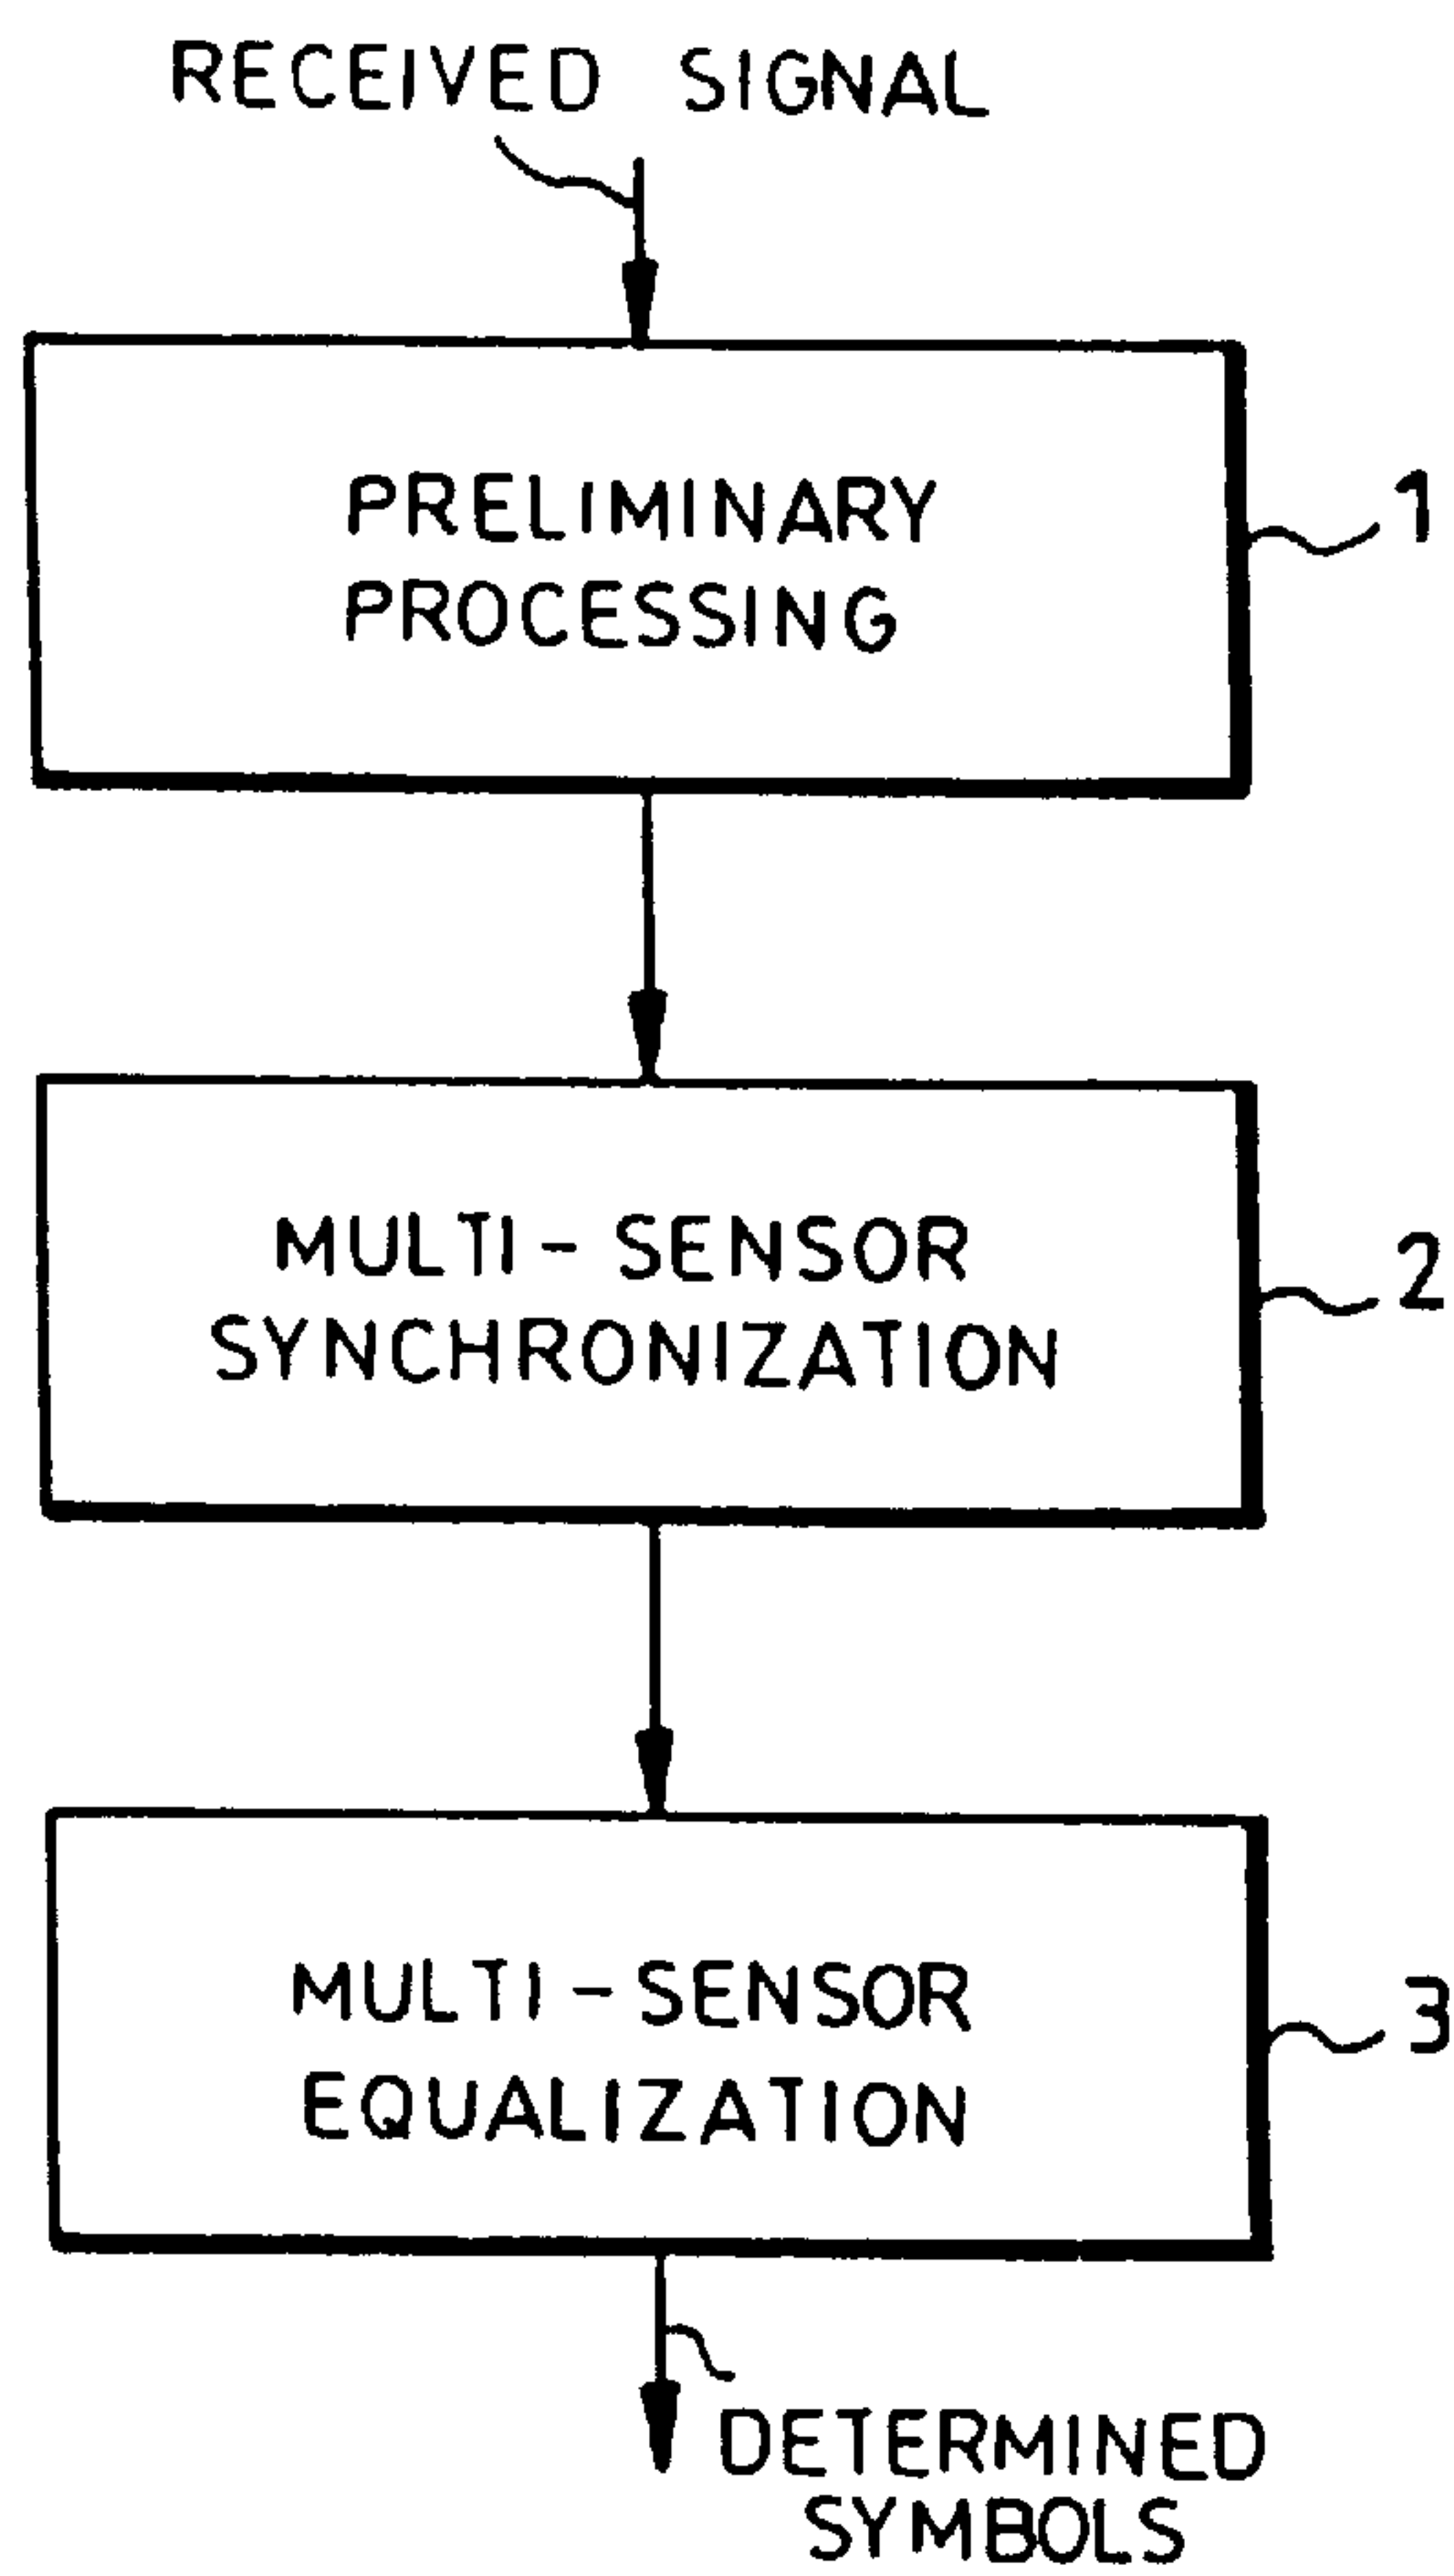 RECEIVED SIGNAL
PRELIMINARY
PROCESSING
1
MULTI-SENSOR
SYNCHRONIZATION
2
MULTI-SENSOR
EQUALIZATION
3
DETERMINED
SYMBOLS